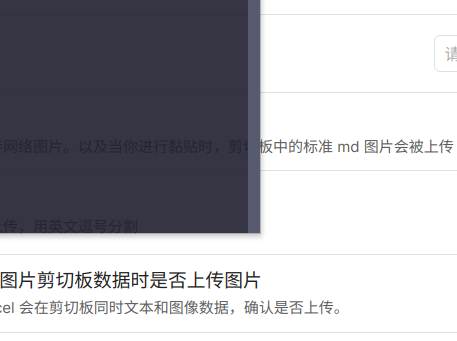 请
网络图片。以及当你进行黏贴时，剪切板中的标准 md 图片会被上传
上传，用英文逗号分割
图片剪切板数据时是否上传图片
cel 会在剪切板同时文本和图像数据，确认是否上传。